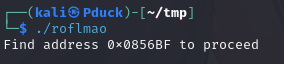 ┌──(kali㉿Pduck)-[~/tmp]
└─$ ./roflmao
Find address 0×0856BF to proceed